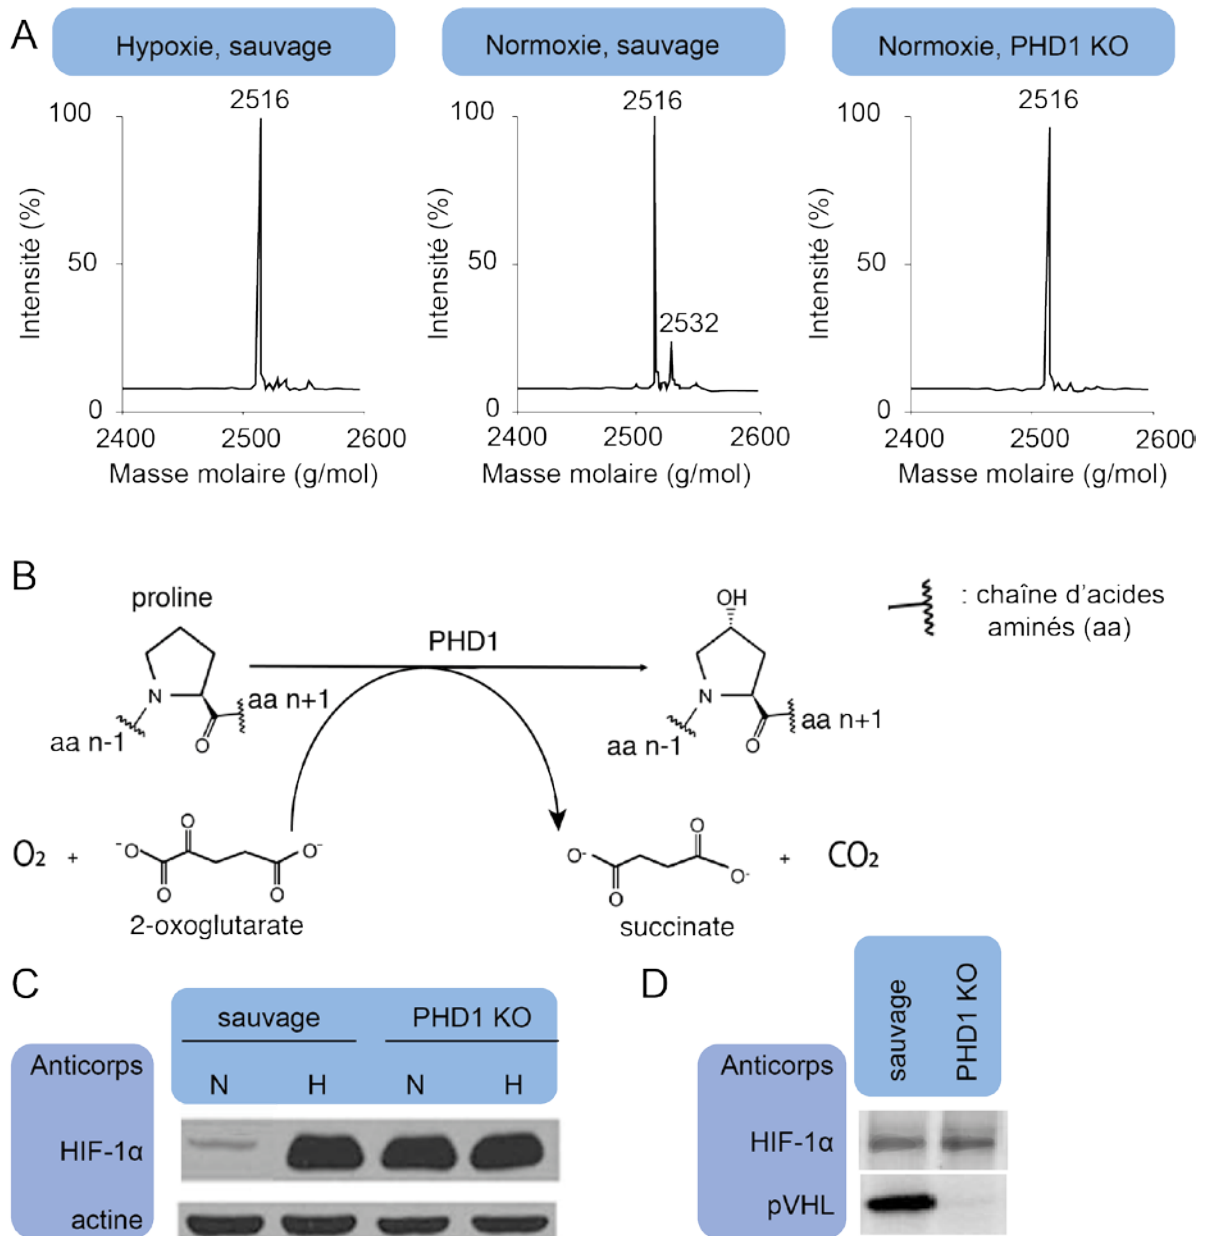 A
Hypoxie, sauvage
Normoxie, sauvage
Normoxie, PHD1 KO
2516
2516
2516
100
50
0
Intensité (%)
2400
2500
2600
Masse molaire (g/mol)
100
50
0
Intensité (%)
2532
2400
2500
2600
Masse molaire (g/mol)
100
50
0
Intensité (%)
2400
2500
2600
Masse molaire (g/mol)
B
proline
PHD1
OH
: chaîne d'acides
aminés (aa)
N
O
aa n-1
aa n+1
N
O
aa n-1
aa n+1
O2 +
-O
O
O
O
O-
2-oxoglutarate
O-
O
O
O-
succinate
+ CO2
C
sauvage
PHD1 KO
Anticorps
N
H
N
H
HIF-1α
actine
D
sauvage
PHD1 KO
Anticorps
HIF-1α
pVHL